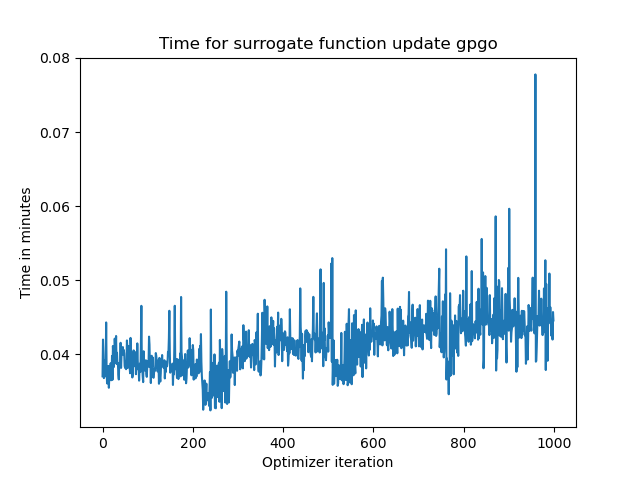 Time for surrogate function update gpgo
0.08
0.07
0.06
0.05
0.04
Time in minutes
0 200 400 600 800 1000
Optimizer iteration